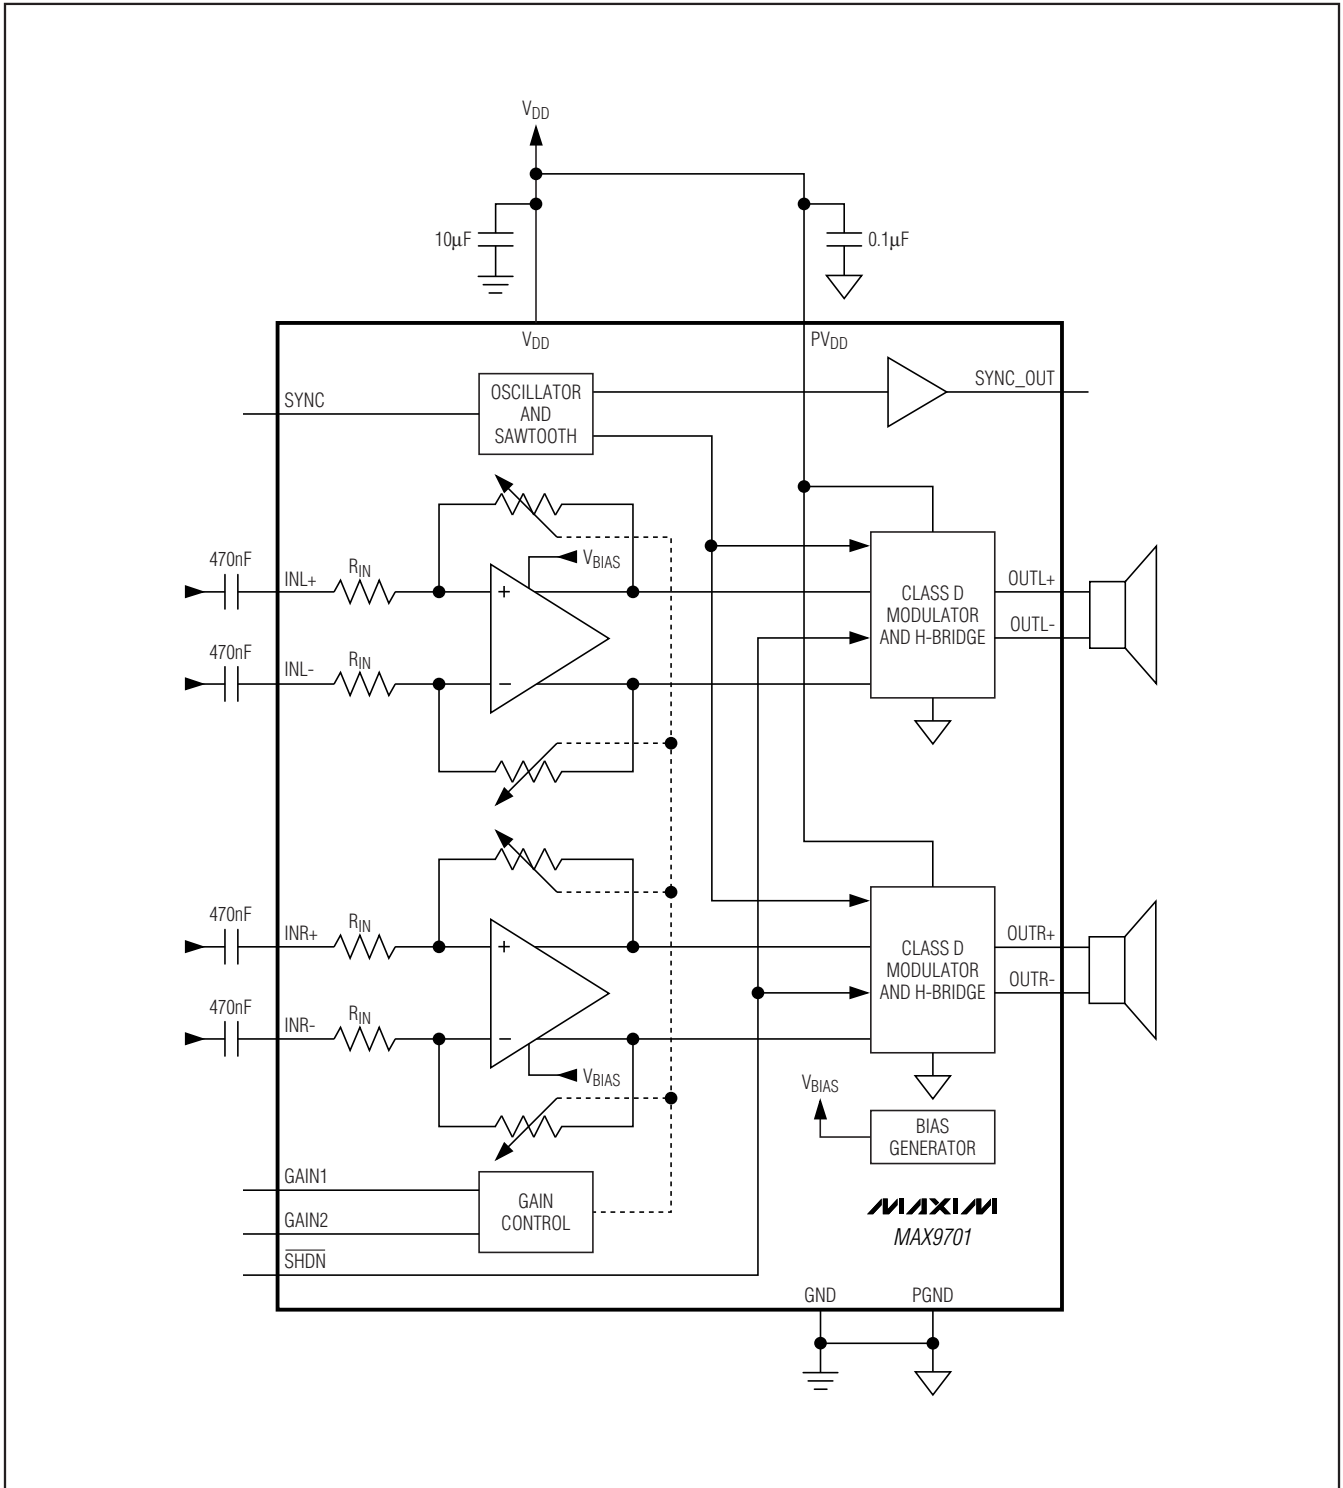 VDD
10µF
0.1µF
VDD
PVDD
SYNC
OSCILLATOR
AND
SAWTOOTH
SYNC_OUT
470nF
INL+
RIN
+
VBIAS
CLASS D
MODULATOR
AND H-BRIDGE
OUTL+
OUTL-
470nF
INL-
RIN
−
470nF
INR+
RIN
+
CLASS D
MODULATOR
AND H-BRIDGE
OUTR+
OUTR-
470nF
INR-
RIN
−
VBIAS
VBIAS
BIAS
GENERATOR
GAIN1
GAIN2
SHDN
GAIN
CONTROL
MAXIM
MAX9701
GND
PGND